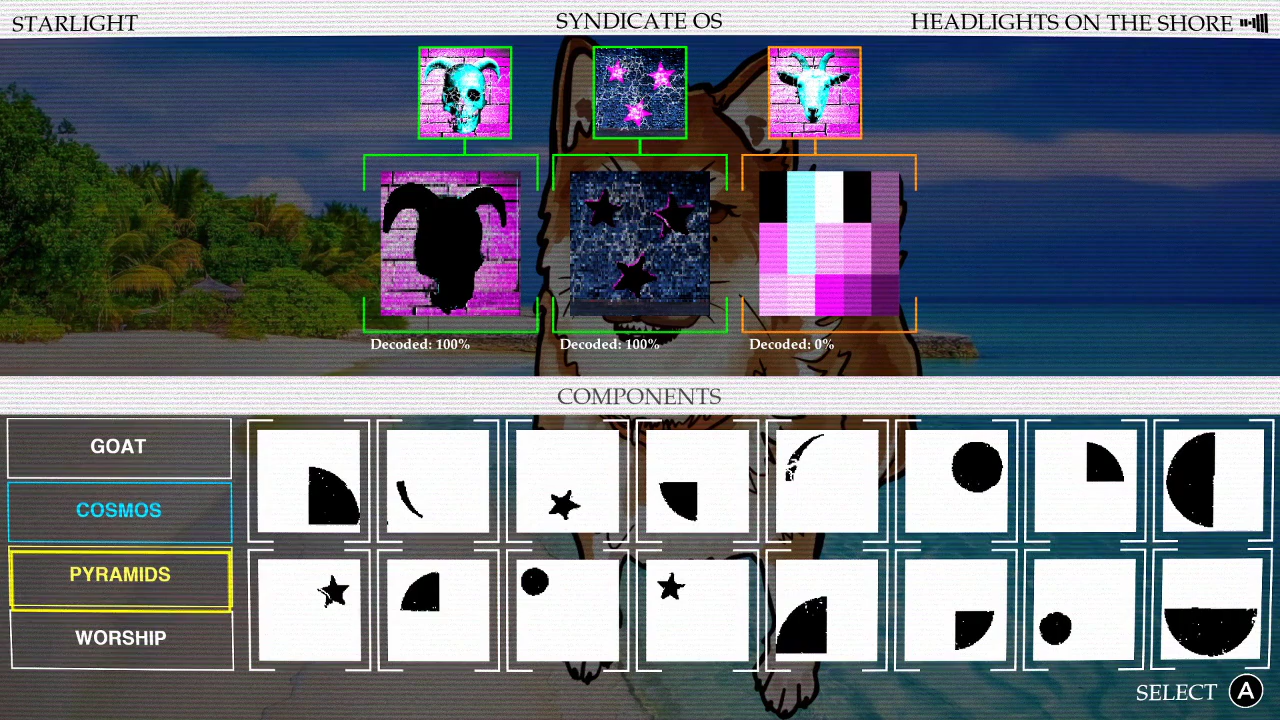 STARLIGHT
SYNDICATE OS
HEADLIGHTS ON THE SHORE
Decoded: 100%
Decoded: 100%
Decoded: 0%
COMPONENTS
GOAT
COSMOS
PYRAMIDS
WORSHIP
SELECT A